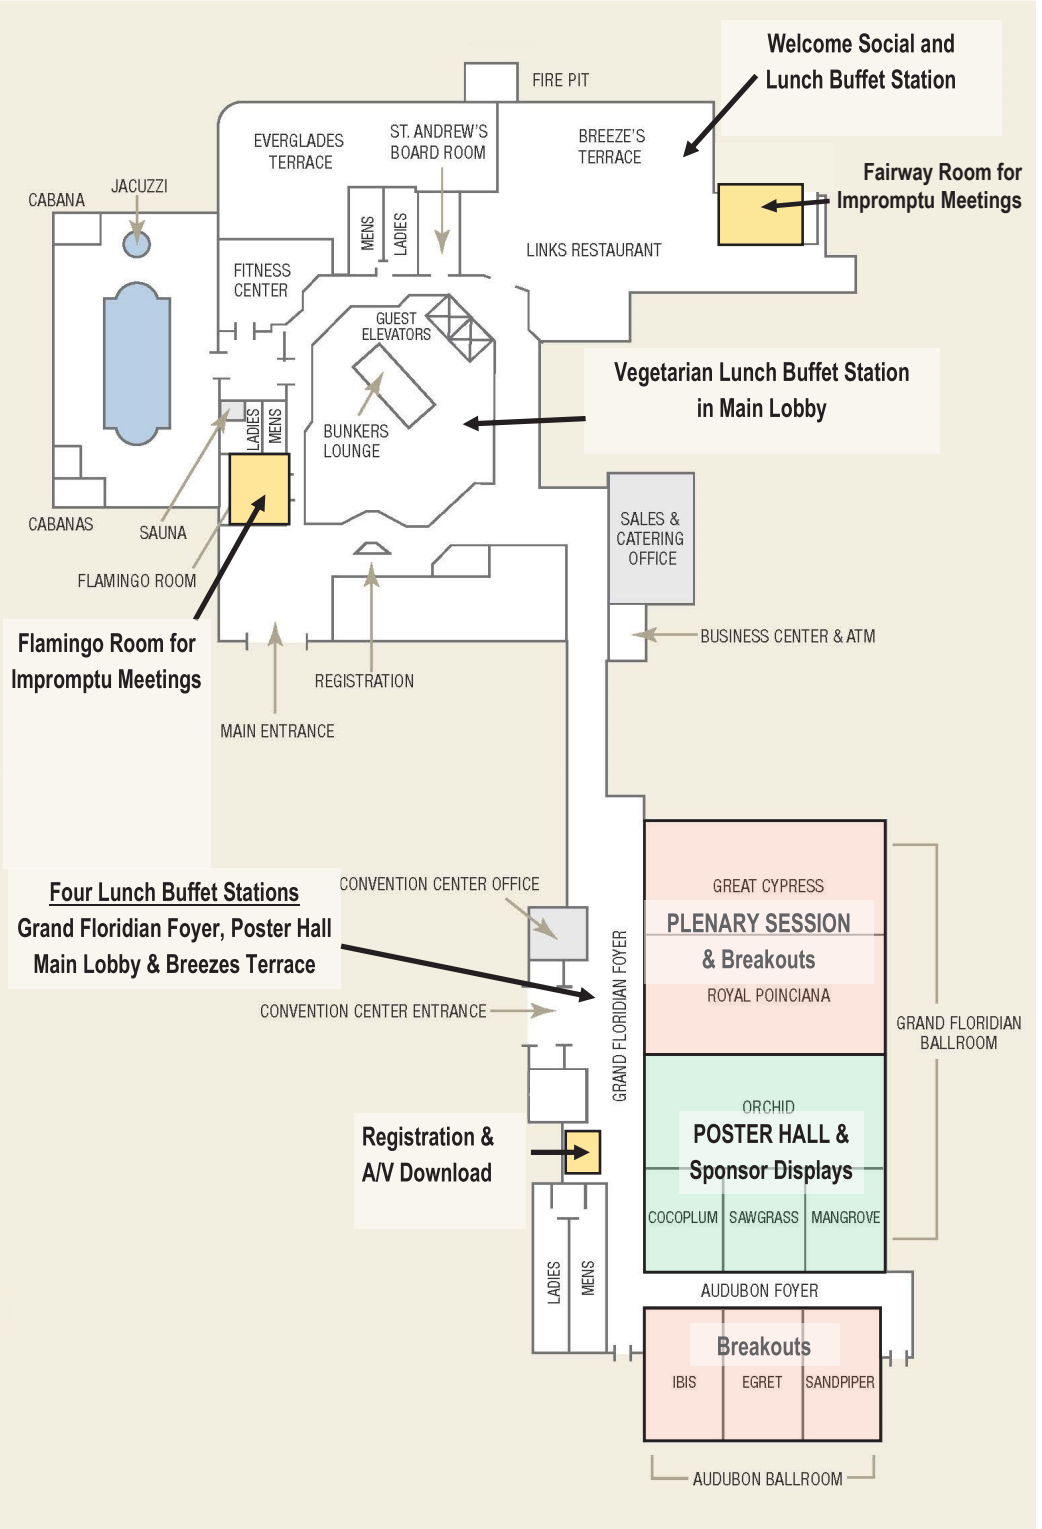 Welcome Social and
Lunch Buffet Station
FIRE PIT
EVERGLADES
TERRACE
ST. ANDREW'S
BOARD ROOM
BREEZE'S
TERRACE
Fairway Room for
Impromptu Meetings
JACUZZI
CABANA
MENS
LADIES
LINKS RESTAURANT
FITNESS
CENTER
GUEST
ELEVATORS
Vegetarian Lunch Buffet Station
in Main Lobby
LADIES
MENS
BUNKERS
LOUNGE
CABANAS
SAUNA
FLAMINGO ROOM
SALES &
CATERING
OFFICE
Flamingo Room for
Impromptu Meetings
BUSINESS CENTER & ATM
REGISTRATION
MAIN ENTRANCE
Four Lunch Buffet Stations
Grand Floridian Foyer, Poster Hall
Main Lobby & Breezes Terrace
CONVENTION CENTER OFFICE
GREAT CYPRESS
PLENARY SESSION
& Breakouts
ROYAL POINCIANA
CONVENTION CENTER ENTRANCE
GRAND FLORIDIAN FOYER
GRAND FLORIDIAN
BALLROOM
ORCHID
POSTER HALL &
Sponsor Displays
Registration &
A/V Download
COCOPLUM
SAWGRASS
MANGROVE
LADIES
MENS
AUDUBON FOYER
Breakouts
IBIS
EGRET
SANDPIPER
AUDUBON BALLROOM